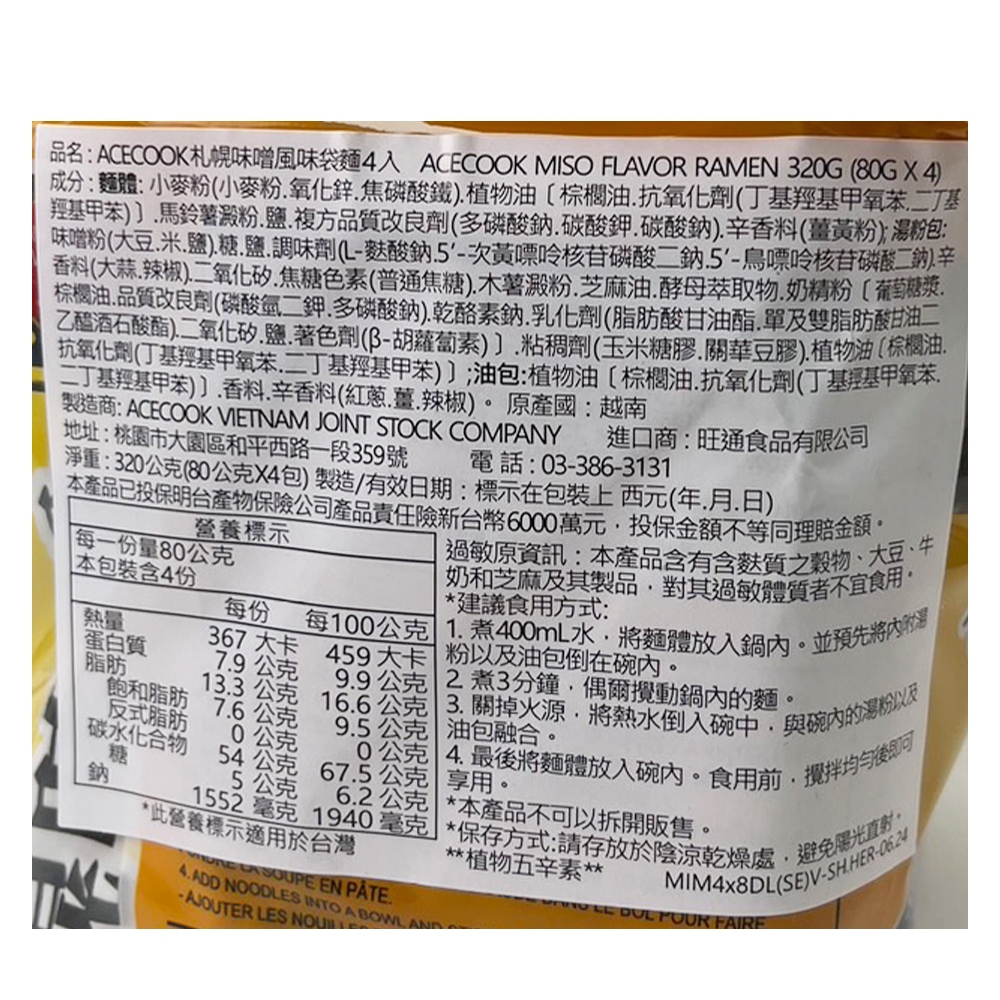 品名:ACECOOK札幌味噌風味袋麵4入 ACECOOK MISO FLAVOR RAMEN 320G (80G X 4)
成分:麵體:小麥粉(小麥粉.氧化鋅.焦磷酸鐵).植物油〔棕櫚油.抗氧化劑(丁基羥基甲氧苯.二丁基
羥基甲苯)〕.馬鈴薯澱粉.鹽.複方品質改良劑(多磷酸鈉.碳酸鉀.碳酸鈉).辛香料(薑黃粉);湯粉包:
味噌粉(大豆.米.鹽).糖.鹽.調味劑(L-麩酸鈉.5'-次黃嘌呤核苷磷酸二鈉.5'-鳥嘌呤核苷磷酸二鈉).辛
香料(大蒜.辣椒).二氧化矽.焦糖色素(普通焦糖).木薯澱粉.芝麻油.酵母萃取物.奶精粉〔葡萄糖漿.
棕櫚油.品質改良劑(磷酸氫二鉀.多磷酸鈉).乾酪素鈉.乳化劑(脂肪酸甘油酯.單及雙脂肪酸甘油二
乙醯酒石酸酯).二氧化矽.鹽.著色劑(β-胡蘿蔔素)〕.粘稠劑(玉米糖膠.關華豆膠).植物油〔棕櫚油.
抗氧化劑(丁基羥基甲氧苯.二丁基羥基甲苯)〕;油包:植物油〔棕櫚油.抗氧化劑(丁基羥基甲氧苯.
二丁基羥基甲苯)〕.香料.辛香料(紅蔥.薑.辣椒)。原產國:越南
製造商:ACECOOK VIETNAM JOINT STOCK COMPANY 進口商:旺通食品有限公司
地址:桃園市大園區和平西路一段359號 電話:03-386-3131
淨重:320公克(80公克X4包) 製造/有效日期:標示在包裝上 西元(年.月.日)
本產品已投保明台產物保險公司產品責任險新台幣6000萬元,投保金額不等同理賠金額。
營養標示
每一份量80公克
本包裝含4份
每份 每100公克
熱量 367 大卡 459 大卡
蛋白質 7.9 公克 9.9 公克
脂肪 13.3 公克 16.6 公克
飽和脂肪 7.6 公克 9.5 公克
反式脂肪 0 公克 0 公克
碳水化合物 54 公克 67.5 公克
糖 5 公克 6.2 公克
鈉 1552 毫克 1940 毫克
*此營養標示適用於台灣
過敏原資訊:本產品含有含麩質之穀物、大豆、牛
奶和芝麻及其製品,對其過敏體質者不宜食用。
*建議食用方式:
1. 煮400mL水,將麵體放入鍋內。並預先將內附湯
粉以及油包倒在碗內。
2. 煮3分鐘,偶爾攪動鍋內的麵。
3. 關掉火源,將熱水倒入碗中,與碗內的湯粉以及
油包融合。
4. 最後將麵體放入碗內。食用前,攪拌均勻後即可
享用。
*本產品不可以拆開販售。
*保存方式:請存放於陰涼乾燥處,避免陽光直射。
**植物五辛素**
MIM4x8DL(SE)V-SH.HER-06.24
LA SOUPE EN PÂTE.
4. ADD NOODLES INTO A BOWL AND
-AJOUTER LES
LE BOL POUR FAIRE